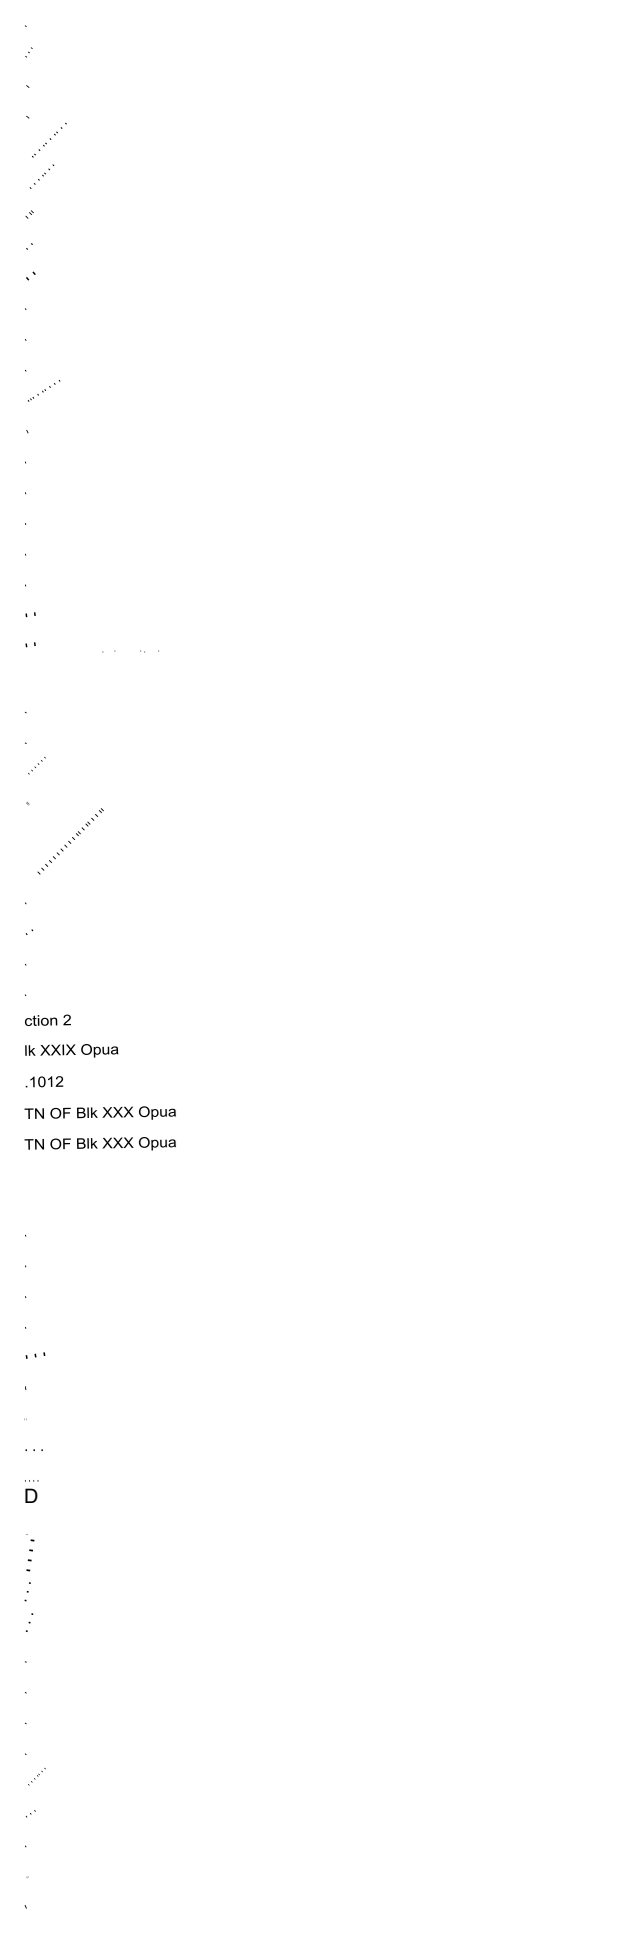 ction 2
lk XXIX Opua
.1012
TN OF Blk XXX Opua
TN OF Blk XXX Opua
D